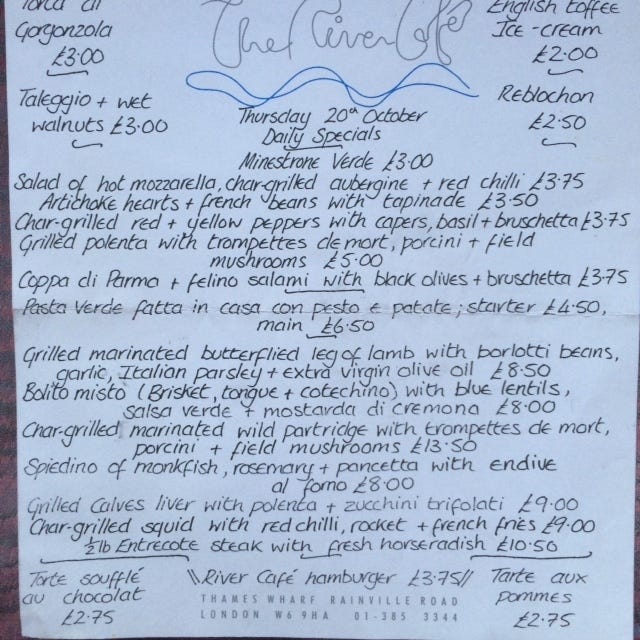 Torta di
Gorgonzola
£3.00
Taleggio + wet
walnuts £3.00
The River Café
English toffee
Ice-cream
£2.00
Reblochon
£2.50
Thursday 20th October
Daily Specials
Minestrone Verde £3.00
Salad of hot mozzarella, char-grilled aubergine + red chilli £3.75
Artichoke hearts + french beans with tapinade £3.50
Char-grilled red + yellow peppers with capers, basil + bruschetta £3.75
Grilled polenta with trompettes de mort, porcini + field
mushrooms £5.00
Coppa di Parma + felino salami with black olives + bruschetta £3.75
Pasta Verde fatta in casa con pesto e patate; starter £4.50,
main £6.50
Grilled marinated butterflied leg of lamb with borlotti beans,
garlic, Italian parsley + extra virgin olive oil £8.50
Bolito misto (Brisket, tongue + cotechino) with blue lentils,
salsa verde + mostarda di cremona £8.00
Char-grilled marinated wild partridge with trompettes de mort,
porcini + field mushrooms £13.50
Spiedino of monkfish, rosemary + pancetta with endive
al forno £8.00
Grilled Calves liver with polenta + zucchini trifolati £9.00
Char-grilled squid with red chilli, rocket + french fries £9.00
½lb Entrecote steak with fresh horseradish £10.50
Torte soufflé
au chocolat
£2.75
\\River Café hamburger £3.75//
THAMES WHARF RAINVILLE ROAD
LONDON W6 9HA 01-385 3344
Tarte aux
pommes
£2.75